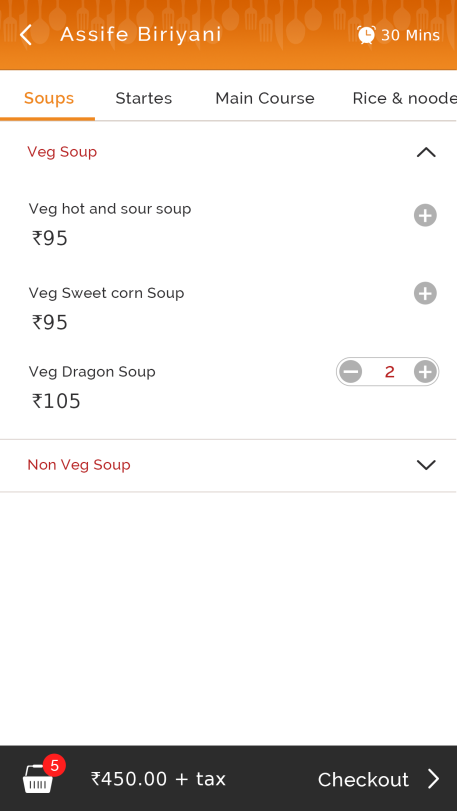 Assife Biriyani
30 Mins
Soups Startes Main Course Rice & noode
Veg Soup
Veg hot and sour soup
₹95
Veg Sweet corn Soup
₹95
Veg Dragon Soup
2
₹105
Non Veg Soup
5
₹450.00 + tax
Checkout